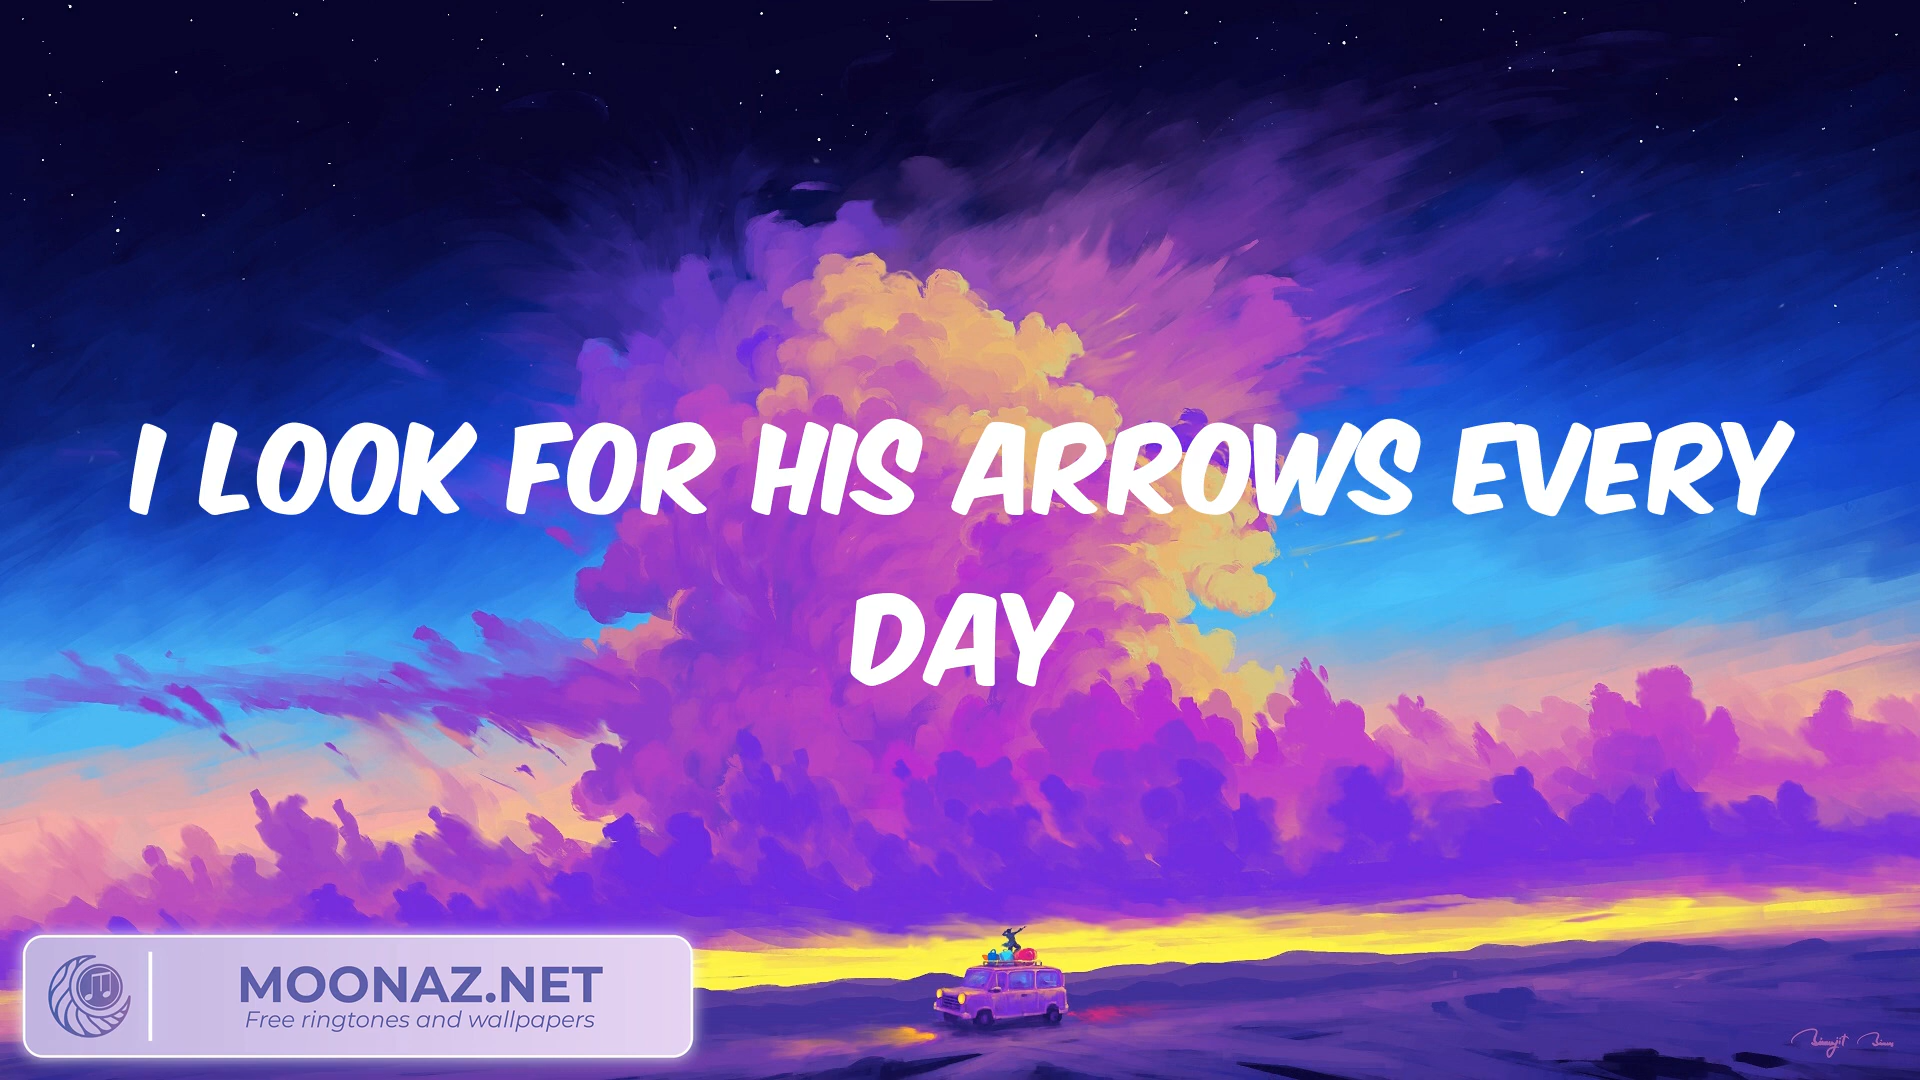 I LOOK FOR HIS ARROWS EVERY
DAY
MOONAZ.NET
Free ringtones and wallpapers